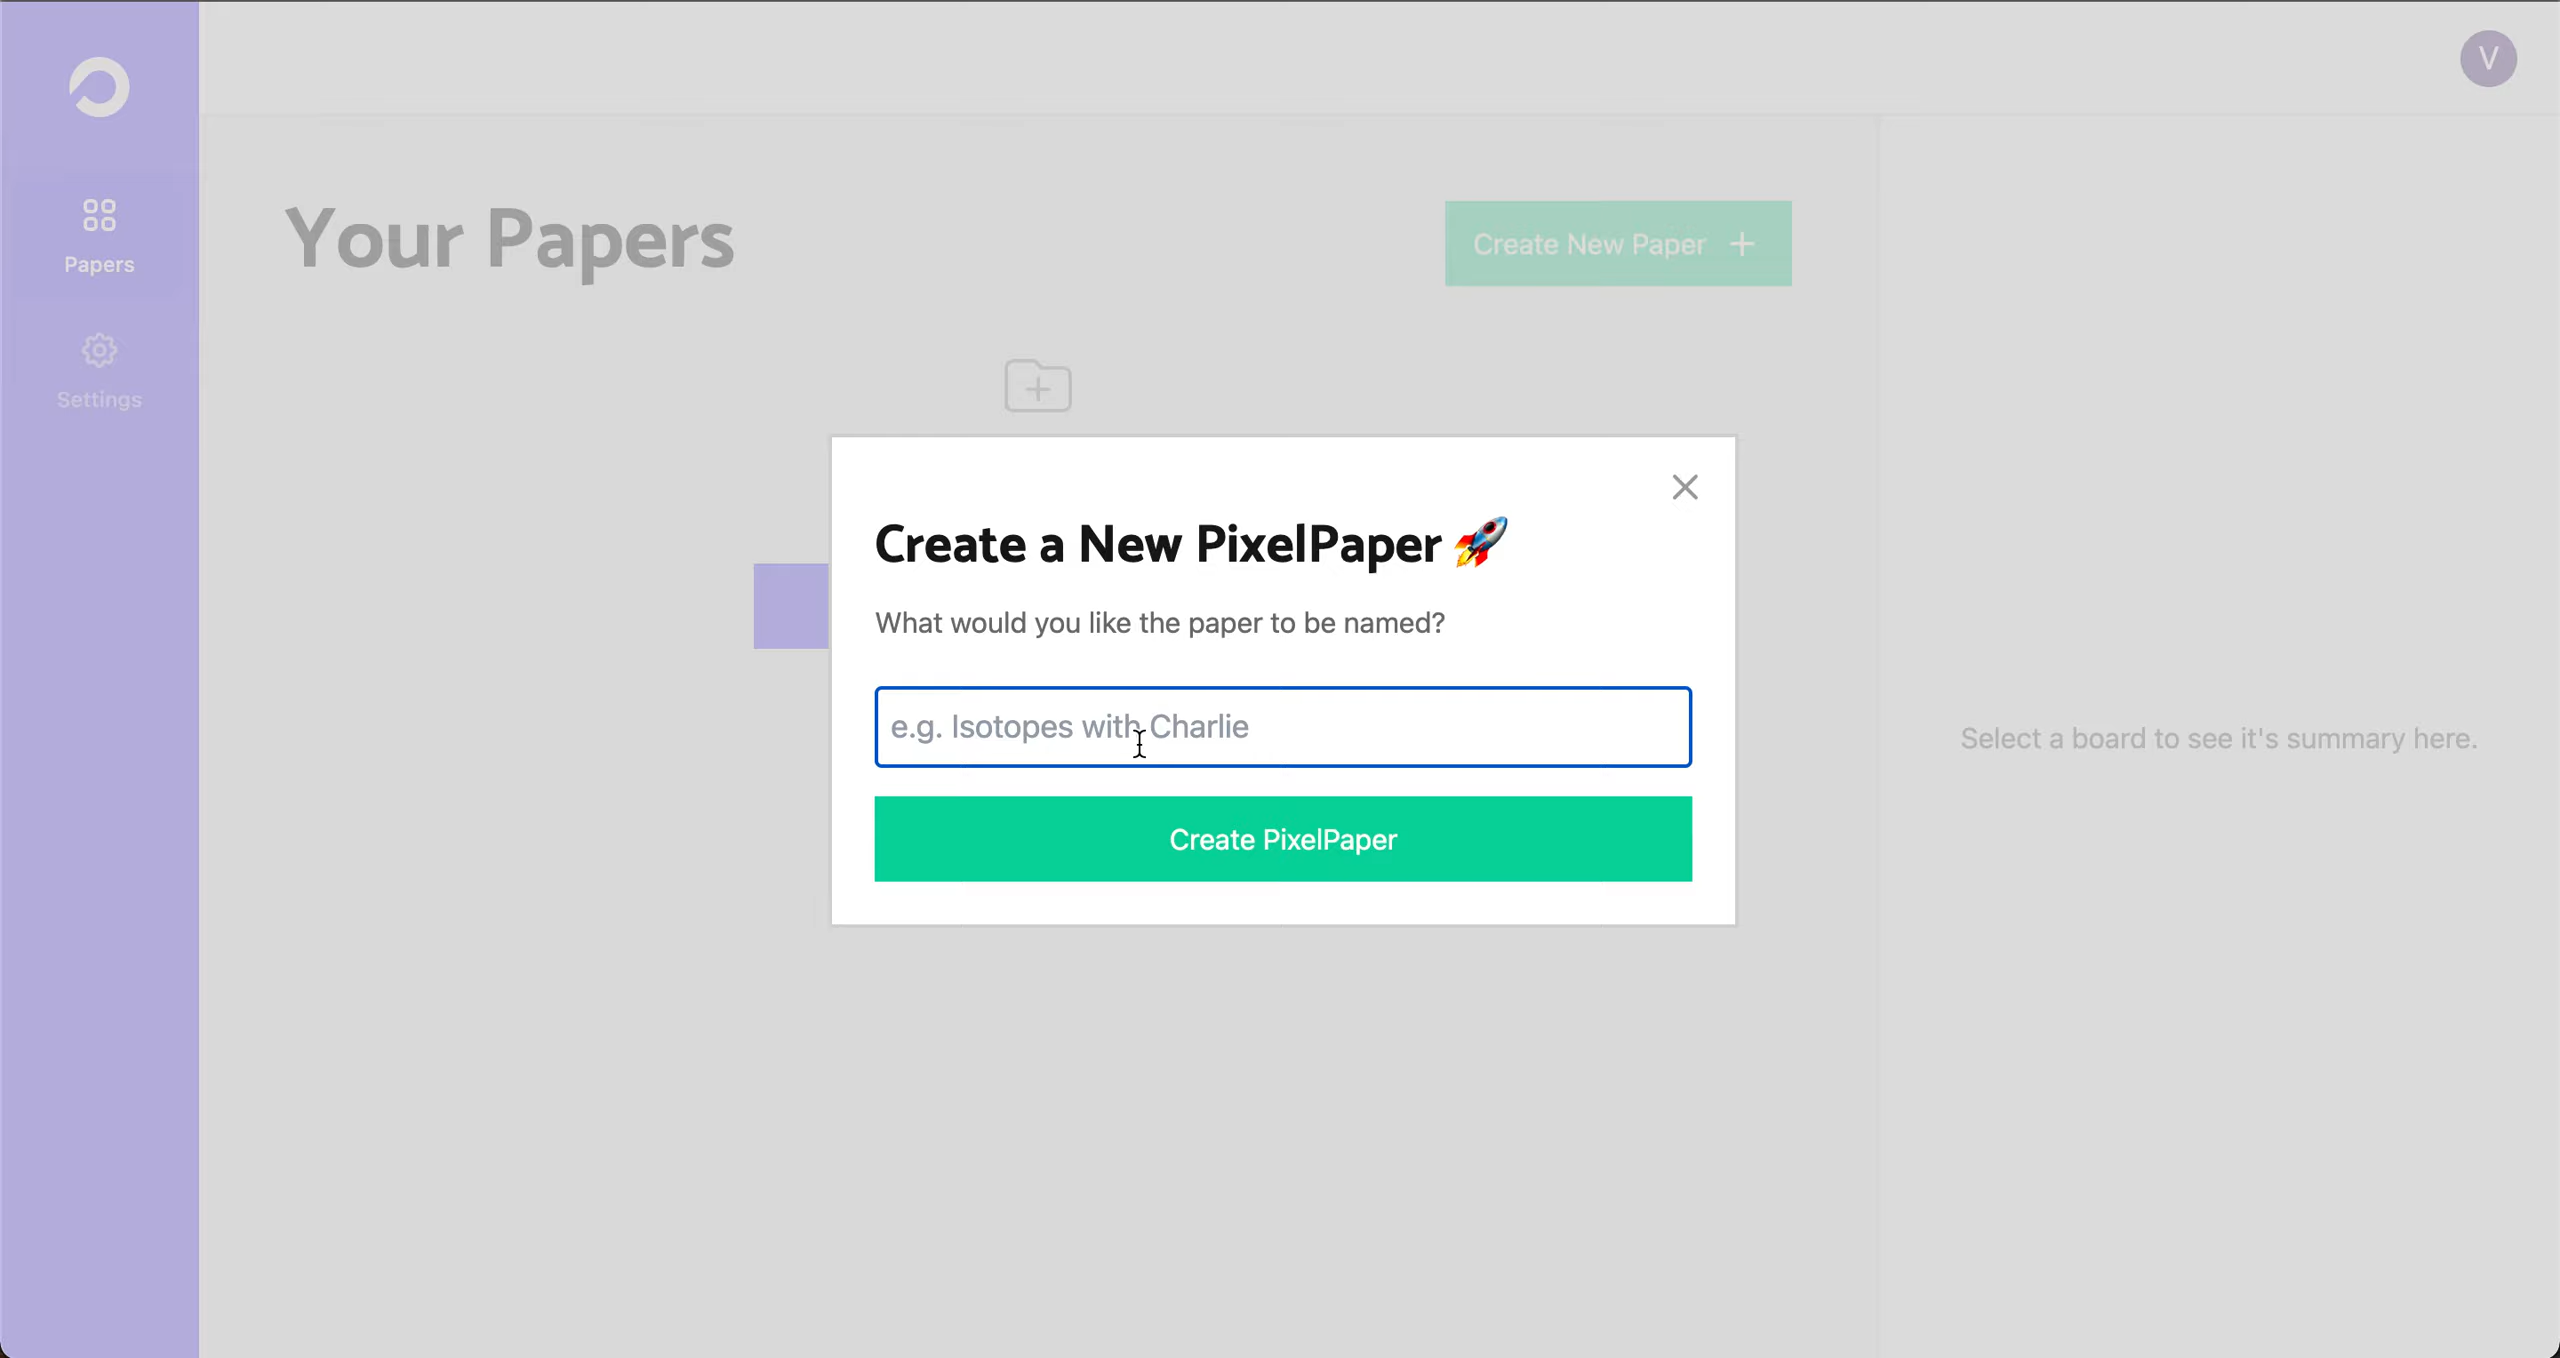 V
Papers
Settings
Your Papers
Create New Paper +
Create a New PixelPaper 🚀
What would you like the paper to be named?
e.g. Isotopes with Charlie
Create PixelPaper
Select a board to see it's summary here.